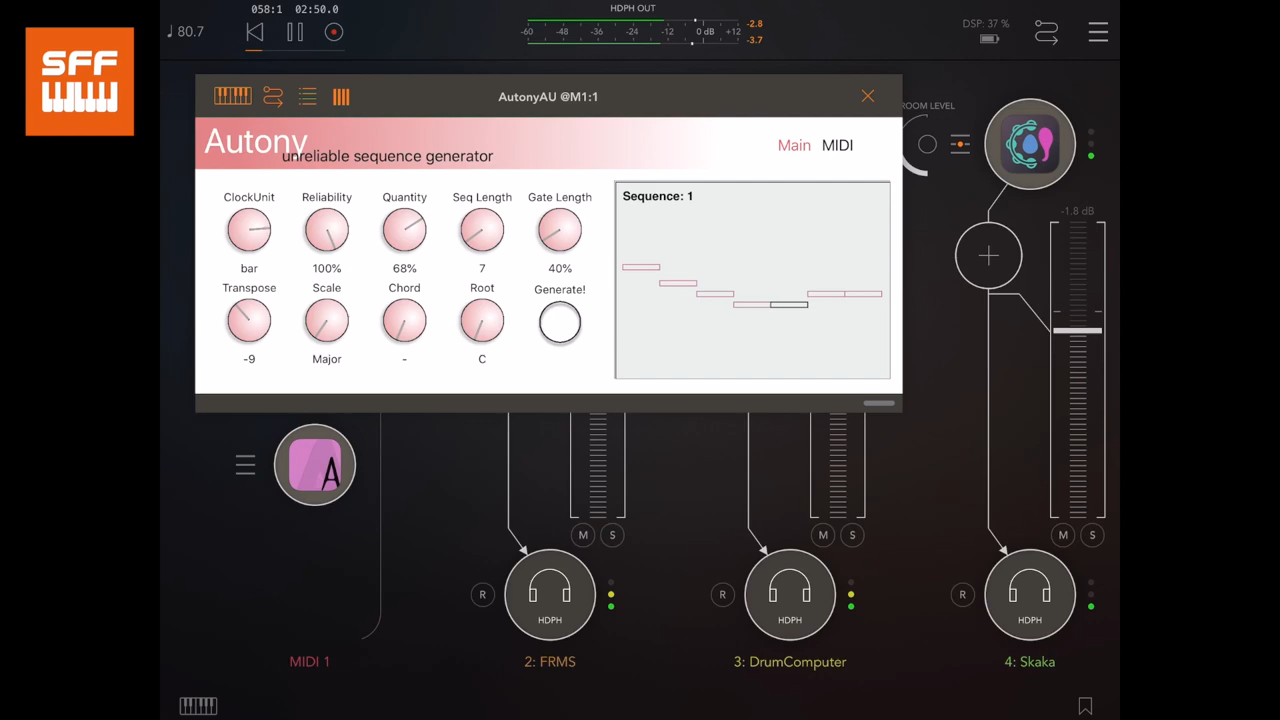 SFF
058:1 02:50.0
80.7
HDPH OUT
-60 -48 -36 -24 -12 0 dB +12
-2.8
-3.7
DSP: 37 %
AutonyAU @M1:1
Autony
unreliable sequence generator
Main MIDI
ClockUnit Reliability Quantity Seq Length Gate Length
bar 100% 68% 7 40%
Transpose Scale Chord Root Generate!
-9 Major - C
Sequence: 1
ROOM LEVEL
-1.8 dB
A
M S M S M S
R R R
HDPH HDPH HDPH
MIDI 1 2: FRMS 3: DrumComputer 4: Skaka